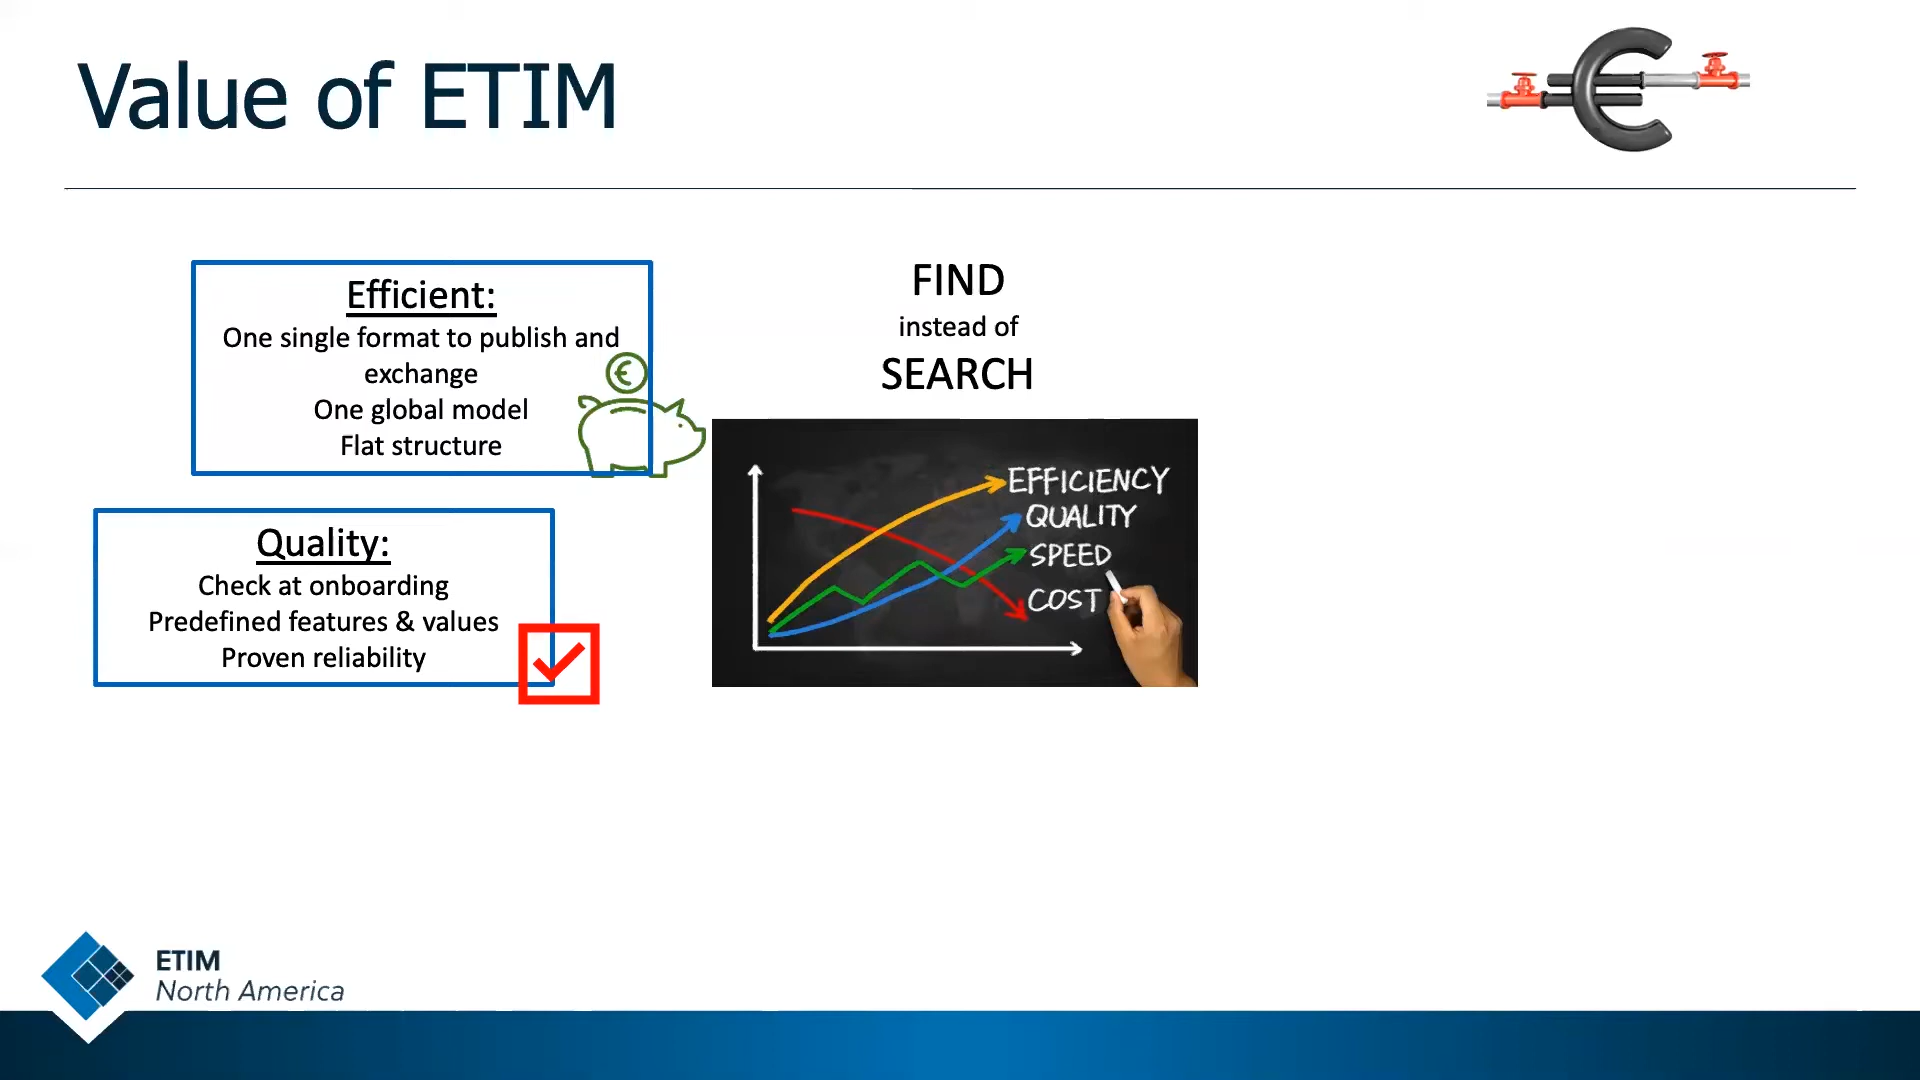 Value of ETIM
Efficient:
One single format to publish and
exchange
One global model
Flat structure
Quality:
Check at onboarding
Predefined features & values
Proven reliability
FIND
instead of
SEARCH
EFFICIENCY
QUALITY
SPEED
COST
ETIM
North America